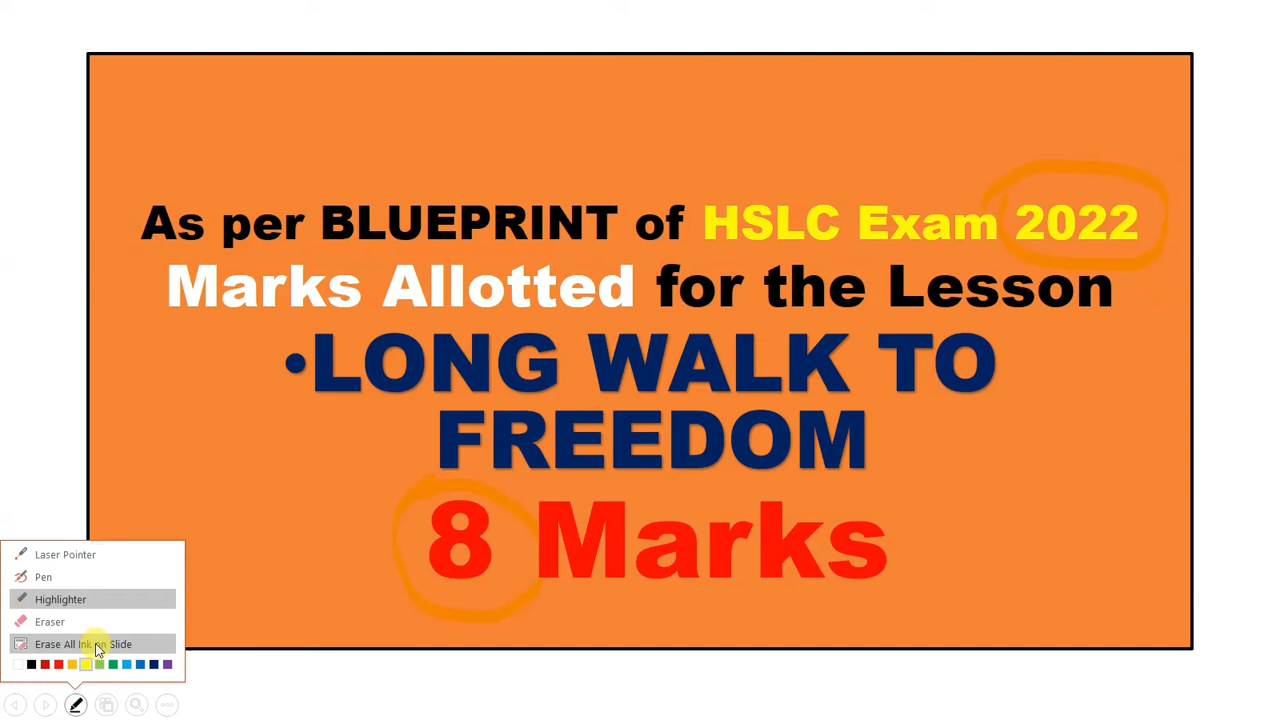 As per BLUEPRINT of HSLC Exam 2022
Marks Allotted for the Lesson
•LONG WALK TO
FREEDOM
8 Marks
Laser Pointer
Pen
Highlighter
Eraser
Erase All Ink on Slide